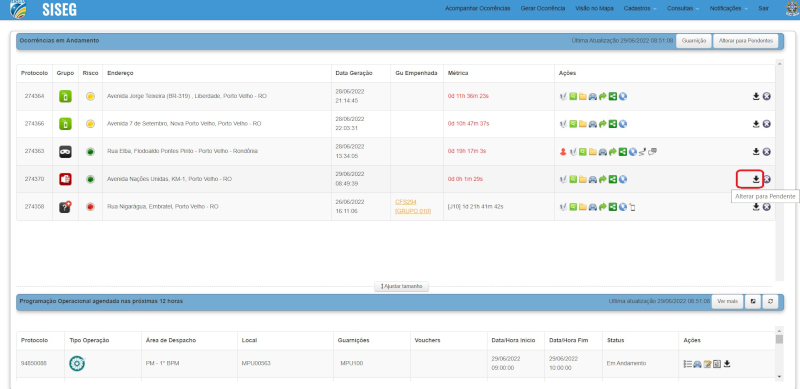 SISEG
Acompanhar Ocorrências Gerar Ocorrência Visão no Mapa Cadastros Consultas Notificações Sair
Ocorrências em Andamento Última Atualização 29/06/2022 08:51:08 Guarnição Alterar para Pendentes
Protocolo Grupo Risco Endereço Data Geração Gu Empenhada Métrica Ações
274364 Avenida Jorge Teixeira (BR-319) , Liberdade, Porto Velho - RO 28/06/2022 21:14:45 0d 11h 36m 23s
274366 Avenida 7 de Setembro, Nova Porto Velho, Porto Velho - RO 28/06/2022 22:03:31 0d 10h 47m 37s
274363 Rua Elba, Flodoaldo Pontes Pinto - Porto Velho - Rondônia 28/06/2022 13:34:05 0d 19h 17m 3s
274370 Avenida Nações Unidas, KM-1, Porto Velho - RO 29/06/2022 08:49:39 0d 0h 1m 29s
Alterar para Pendente
274358 Rua Nigarágua, Embratel, Porto Velho - RO 26/06/2022 16:11:06 [J10] 1d 21h 41m 42s
Ajustar tamanho
Programação Operacional agendada nas próximas 12 horas Última atualização 29/06/2022 08:51:08 Ver mais
Protocolo Tipo Operação Área de Despacho Local Guarnições Vouchers Data/Hora Início Data/Hora Fim Status Ações
94850088 PM - 1º BPM MPU00563 MPU100 29/06/2022 09:00:00 29/06/2022 10:00:00 Em Andamento